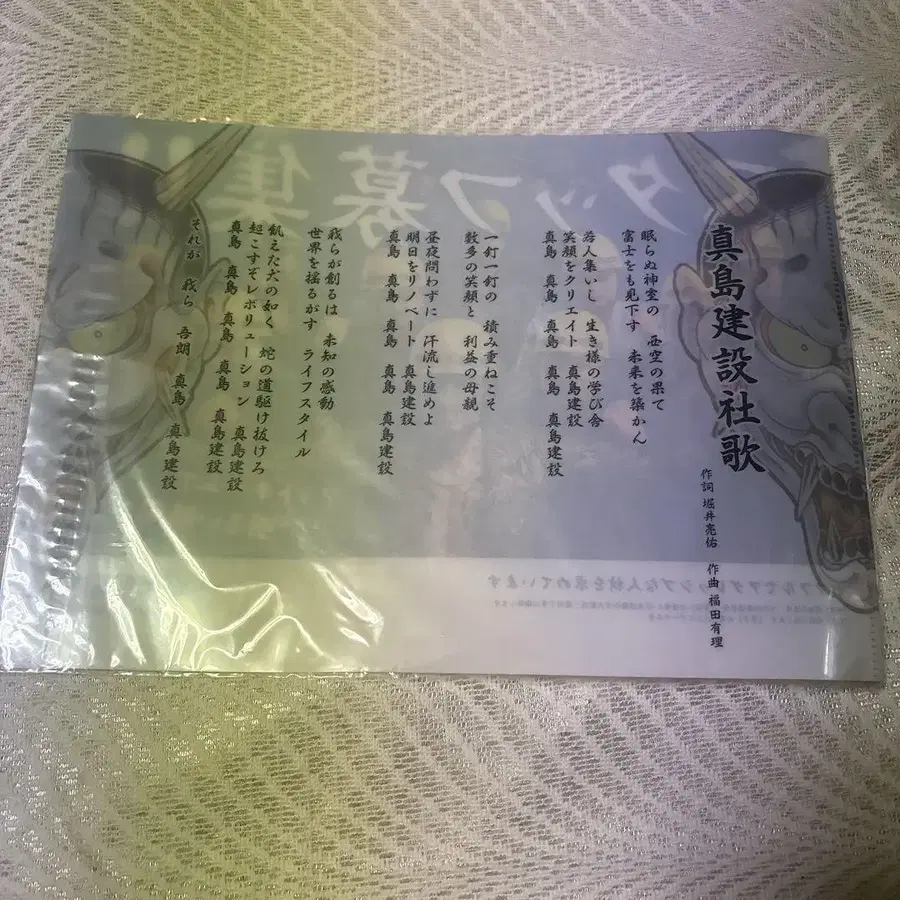 真島建設社歌
作詞 堀井亮佑 作曲 福田有理
眠らぬ神室の 西空の果て
富士をも見下す 未来を築かん
若人集いし 生き様の学び舎
笑顔をクリエイト 真島建設
真島 真島 真島 真島建設
一釘一釘の 積み重ねこそ
数多の笑顔と 利益の母親
昼夜問わずに 汗流し進めよ
明日をリノベート 真島建設
真島 真島 真島 真島建設
我らが創るは 未知の感動
世界を揺るがす ライフスタイル
飢えた犬の如く 蛇の道駆け抜けろ
起こすぞレボリューション 真島建設
真島 真島 真島 真島建設
それが 我ら 吾朗 真島 真島建設
タッフ募集!!!